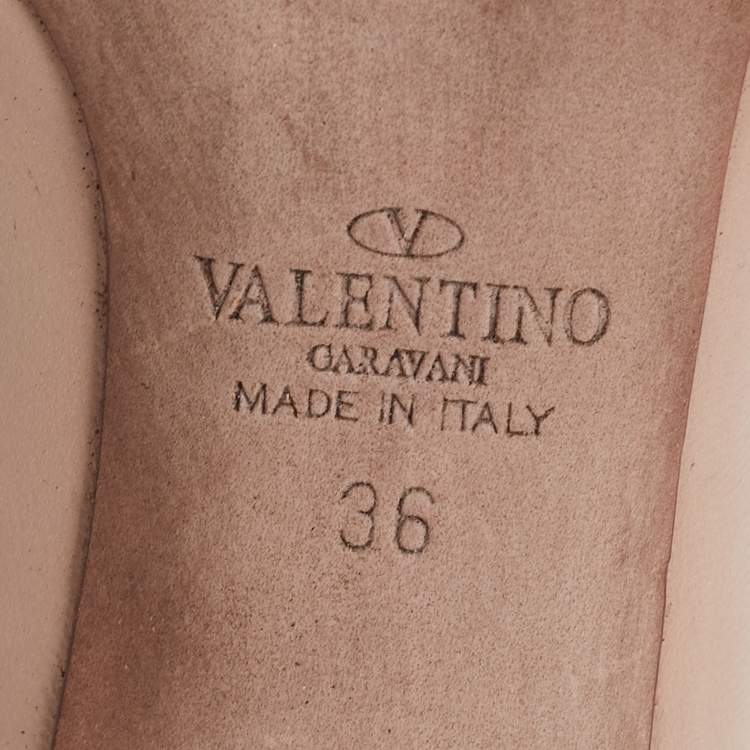 V
VALENTINO
GARAVANI
MADE IN ITALY
36